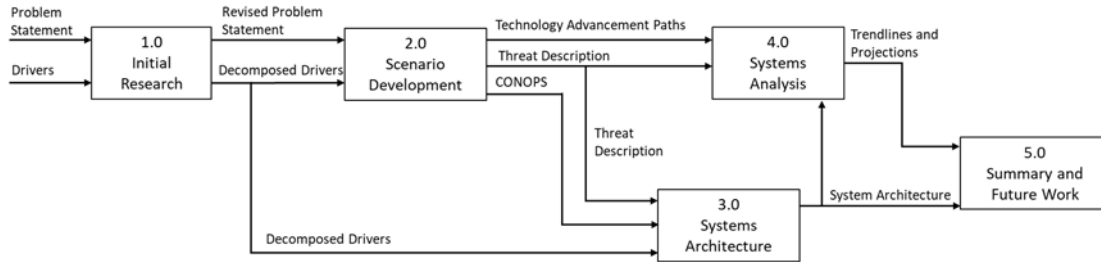 Problem
Statement
Drivers
1.0
Initial
Research
Revised Problem
Statement
Decomposed Drivers
2.0
Scenario
Development
Technology Advancement Paths
Threat Description
CONOPS
4.0
Systems
Analysis
Trendlines and
Projections
Threat
Description
3.0
Systems
Architecture
Decomposed Drivers
System Architecture
5.0
Summary and
Future Work